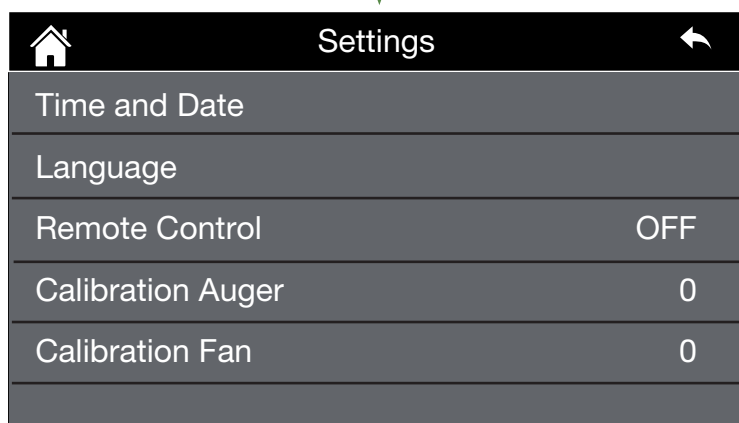 Settings
Time and Date
Language
Remote Control OFF
Calibration Auger 0
Calibration Fan 0